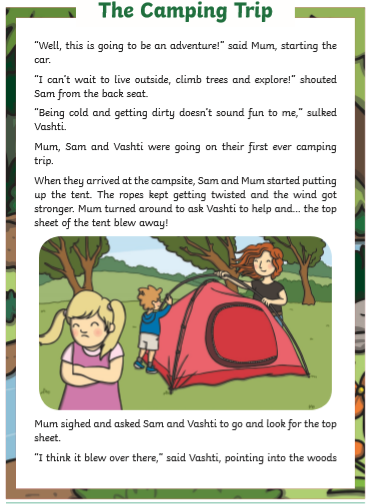 The Camping Trip
"Well, this is going to be an adventure!" said Mum, starting the
car.
"I can't wait to live outside, climb trees and explore!" shouted
Sam from the back seat.
"Being cold and getting dirty doesn't sound fun to me," sulked
Vashti.
Mum, Sam and Vashti were going on their first ever camping
trip.
When they arrived at the campsite, Sam and Mum started putting
up the tent. The ropes kept getting twisted and the wind got
stronger. Mum turned around to ask Vashti to help and... the top
sheet of the tent blew away!
Mum sighed and asked Sam and Vashti to go and look for the top
sheet.
"I think it blew over there," said Vashti, pointing into the woods